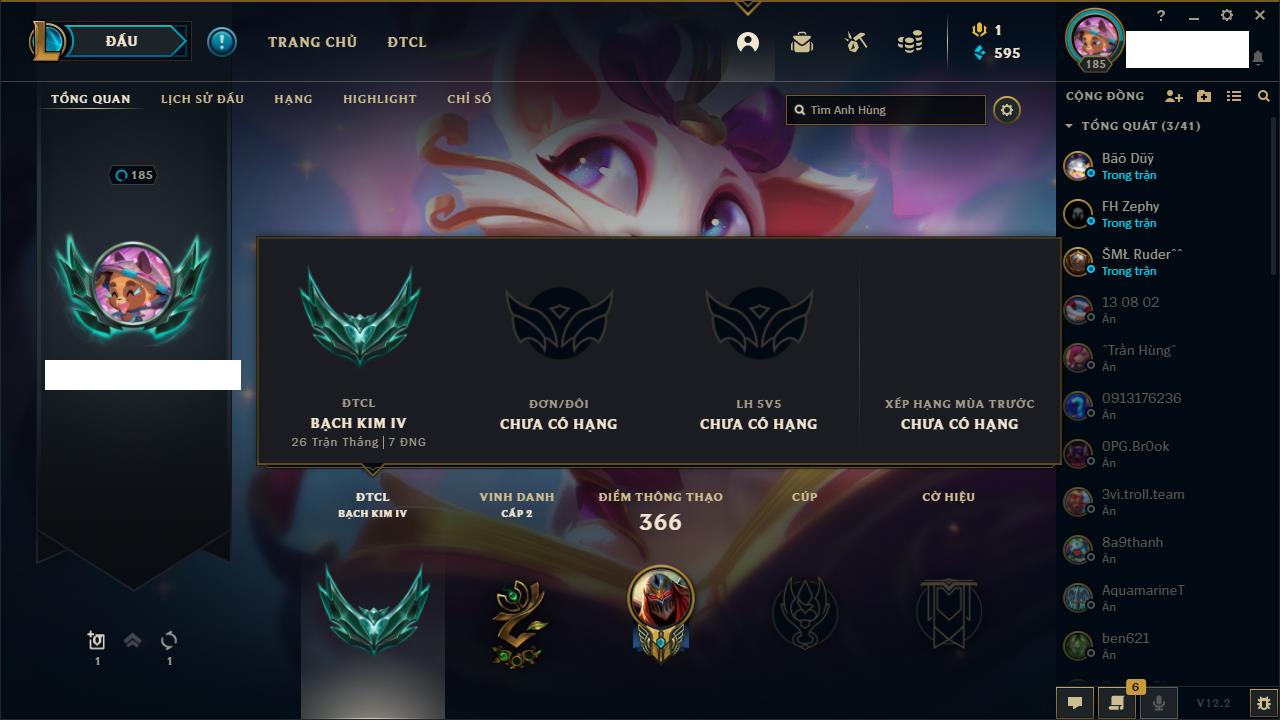 ĐẤU
TRANG CHỦ
ĐTCL
1
595
185
TỔNG QUAN
LỊCH SỬ ĐẤU
HẠNG
HIGHLIGHT
CHỈ SỐ
Tìm Anh Hùng
185
ĐTCL
BẠCH KIM IV
26 Trận Thắng | 7 ĐNG
ĐƠN/ĐÔI
CHƯA CÓ HẠNG
LH 5V5
CHƯA CÓ HẠNG
XẾP HẠNG MÙA TRƯỚC
CHƯA CÓ HẠNG
ĐTCL
BẠCH KIM IV
VINH DANH
CẤP 2
ĐIỂM THÔNG THẠO
366
CÚP
CỜ HIỆU
1
1
CỘNG ĐỒNG
TỔNG QUÁT (3/41)
Bãõ Düÿ
Trong trận
FH Zephy
Trong trận
ŠMŁ Ruder^^
Trong trận
13 08 02
Ẩn
^Trần Hùng^
Ẩn
0913176236
Ẩn
0PG.Br0ok
Ẩn
3vì.troll.team
Ẩn
8a9thanh
Ẩn
AquamarineT
Ẩn
ben621
Ẩn
6
V12.2